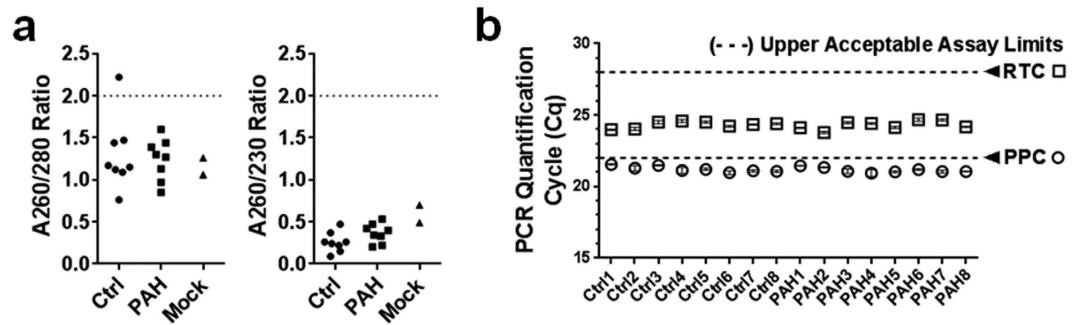 a
A260/280 Ratio
2.5
2.0
1.5
1.0
0.5
0.0
Ctrl
PAH
Mock
A260/230 Ratio
2.5
2.0
1.5
1.0
0.5
0.0
Ctrl
PAH
Mock
b
PCR Quantification
Cycle (Cq)
30
25
20
15
(- - -) Upper Acceptable Assay Limits
RTC
PPC
Ctrl1
Ctrl2
Ctrl3
Ctrl4
Ctrl5
Ctrl6
Ctrl7
Ctrl8
PAH1
PAH2
PAH3
PAH4
PAH5
PAH6
PAH7
PAH8